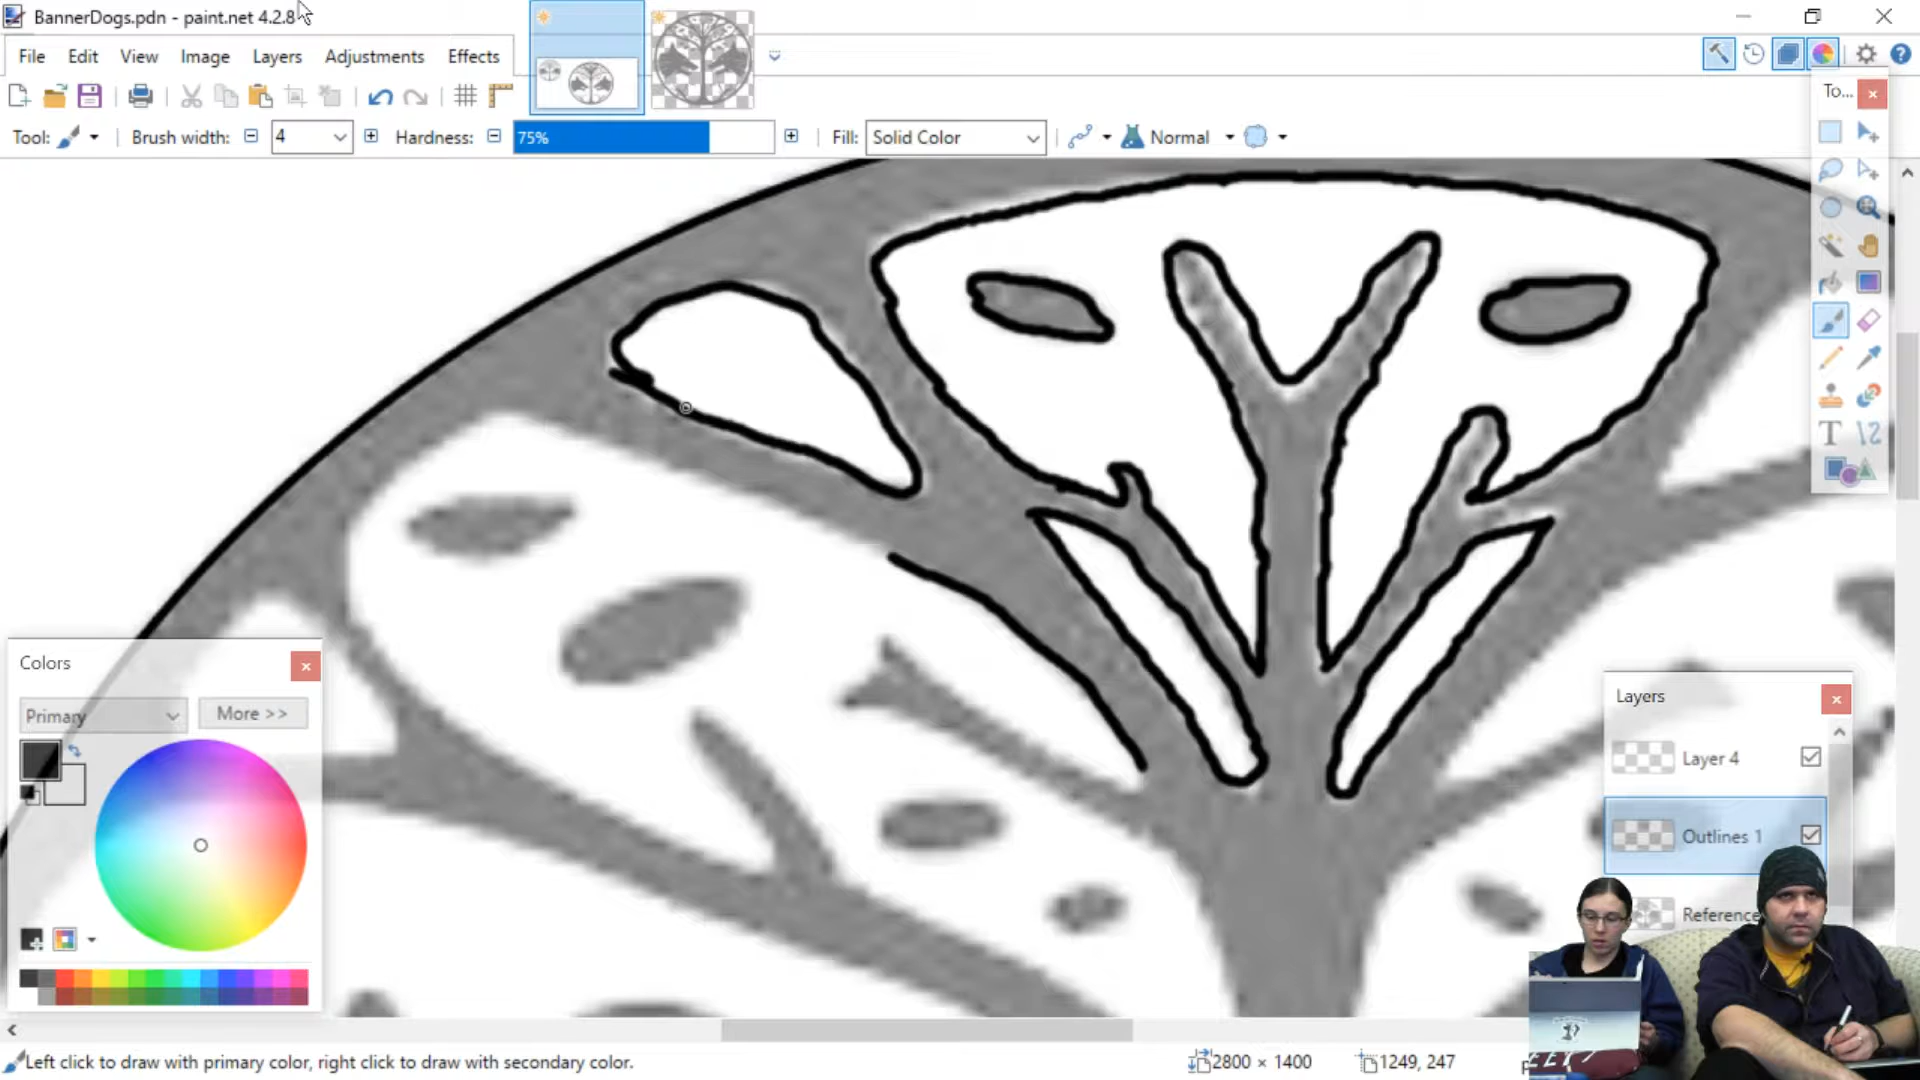 BannerDogs.pdn - paint.net 4.2.8
File Edit View Image Layers Adjustments Effects
Tool: Brush width: 4 Hardness: 75% Fill: Solid Color Normal
To...
Colors
Primary More >>
Layers
Layer 4
Outlines 1
Reference
Left click to draw with primary color, right click to draw with secondary color.
2800 × 1400 1249, 247